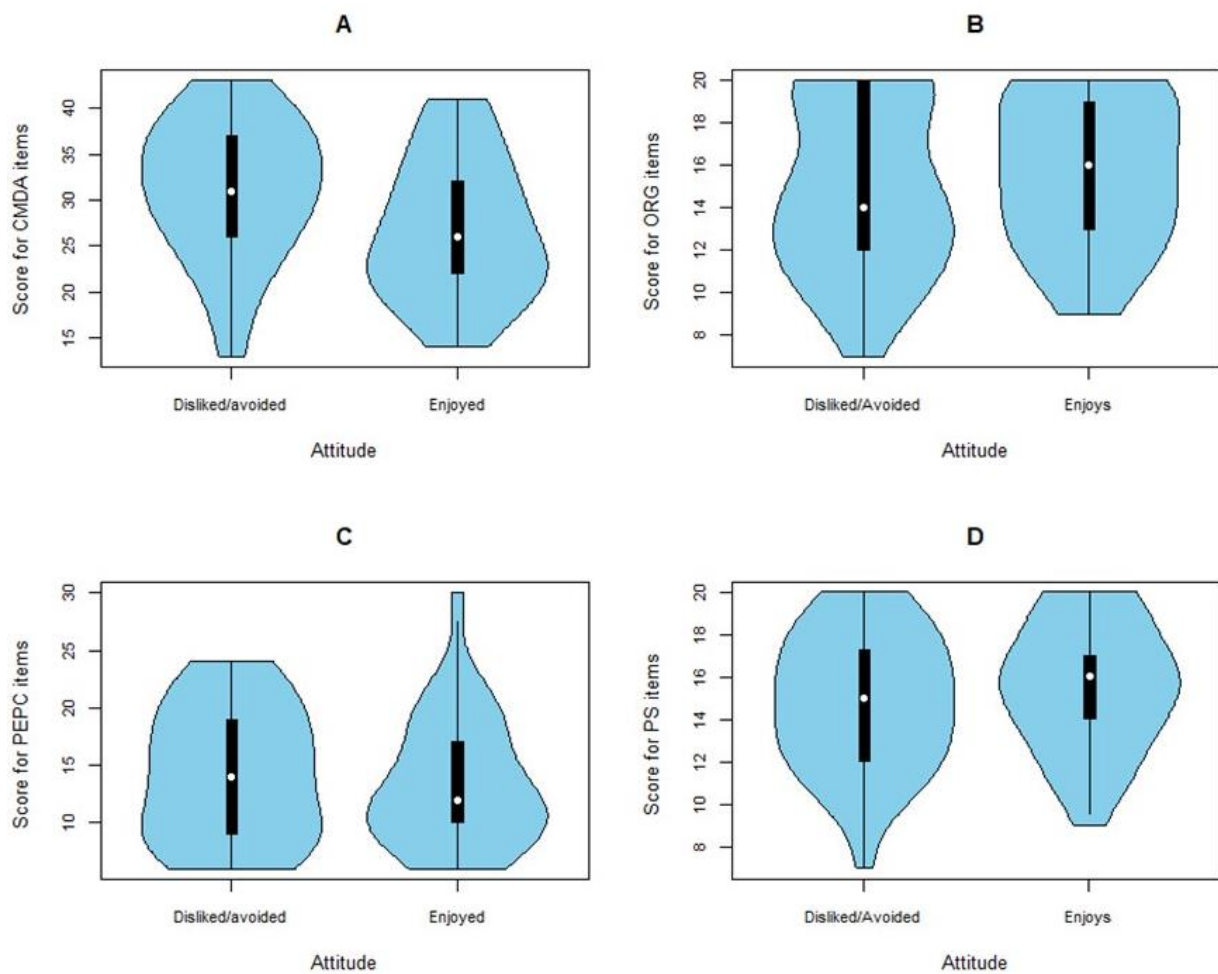 A
Score for CMDA items
40
35
30
25
20
15
Disliked/avoided Enjoyed
Attitude
B
Score for ORG items
20
18
16
14
12
10
8
Disliked/Avoided Enjoys
Attitude
C
Score for PEPC items
30
25
20
15
10
Disliked/avoided Enjoyed
Attitude
D
Score for PS items
20
18
16
14
12
10
8
Disliked/Avoided Enjoys
Attitude